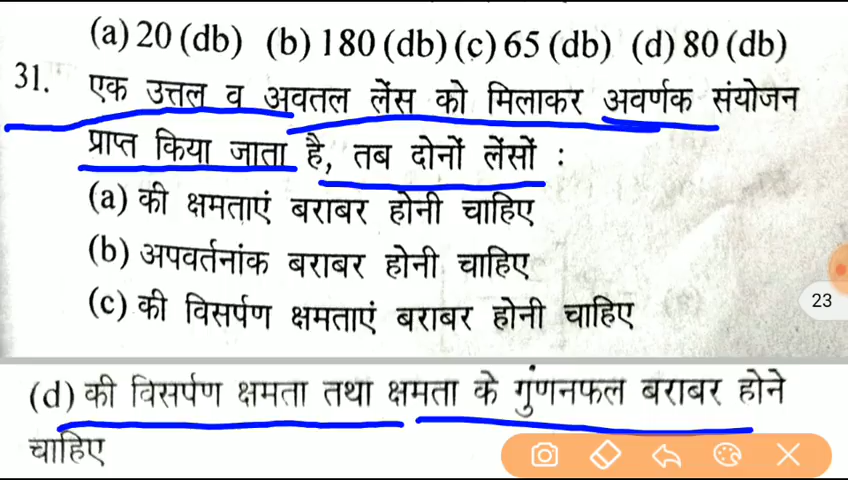 (a) 20 (db) (b) 180 (db) (c) 65 (db) (d) 80 (db)
31. एक उत्तल व अवतल लेंस को मिलाकर अवर्णक संयोजन
प्राप्त किया जाता है, तब दोनों लेंसों :
(a) की क्षमताएं बराबर होनी चाहिए
(b) अपवर्तनांक बराबर होनी चाहिए
(c) की विसर्पण क्षमताएं बराबर होनी चाहिए
23
(d) की विसर्पण क्षमता तथा क्षमता के गुंणनफल बराबर होने
चाहिए